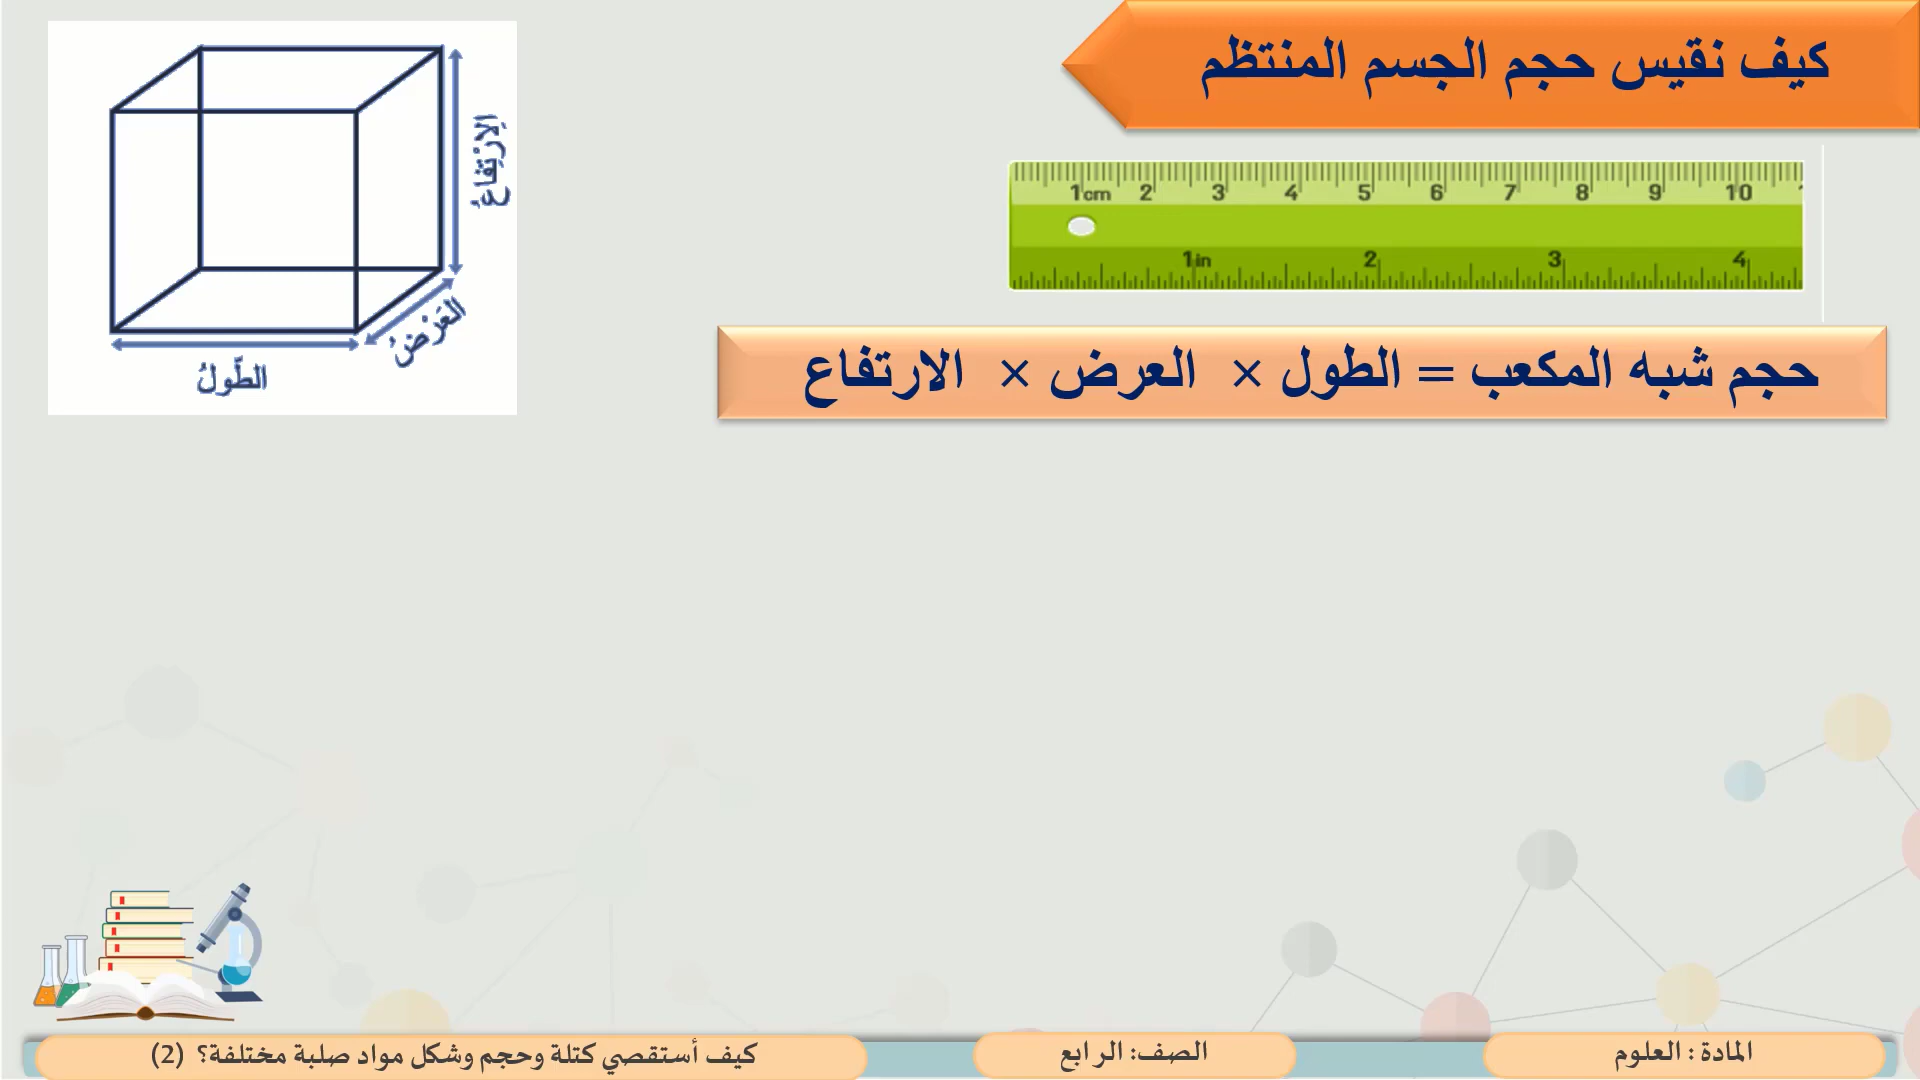 كيف نقيس حجم الجسم المنتظم
1cm 2 3 4 5 6 7 8 9 10
1in 2 3 4
حجم شبه المكعب = الطول × العرض × الارتفاع
اَلِارْتِفاعُ
العَرْضُ
الطّولُ
المادة : العلوم
الصف: الرابع
كيف أستقصي كتلة وحجم وشكل مواد صلبة مختلفة؟ (2)